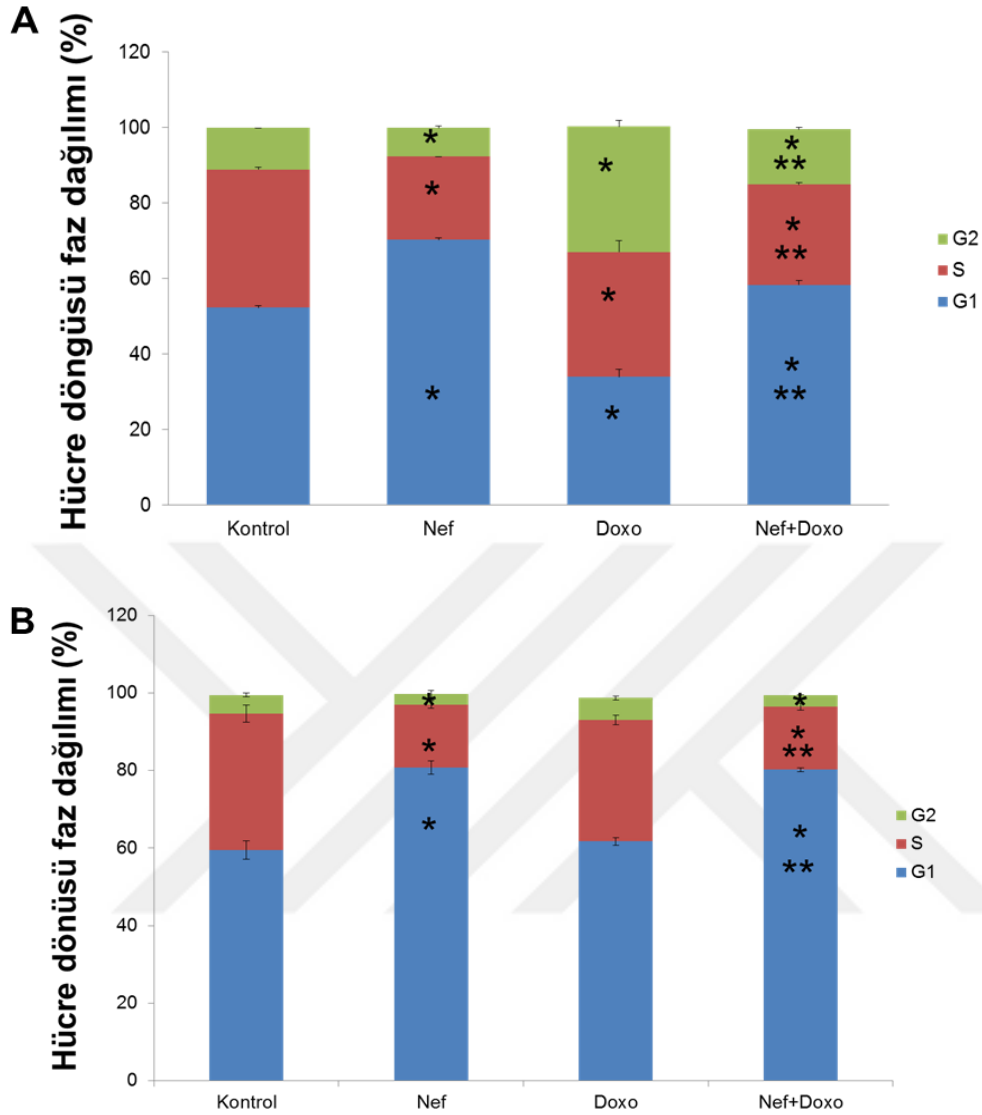 A
Hücre döngüsü faz dağılımı (%)
120
100
80
60
40
20
0
*
*
*
*
*
*
*
**
*
**
*
**
Kontrol Nef Doxo Nef+Doxo
G2
S
G1
B
Hücre dönüsü faz dağılımı (%)
120
100
80
60
40
20
0
*
*
*
*
*
**
*
**
Kontrol Nef Doxo Nef+Doxo
G2
S
G1